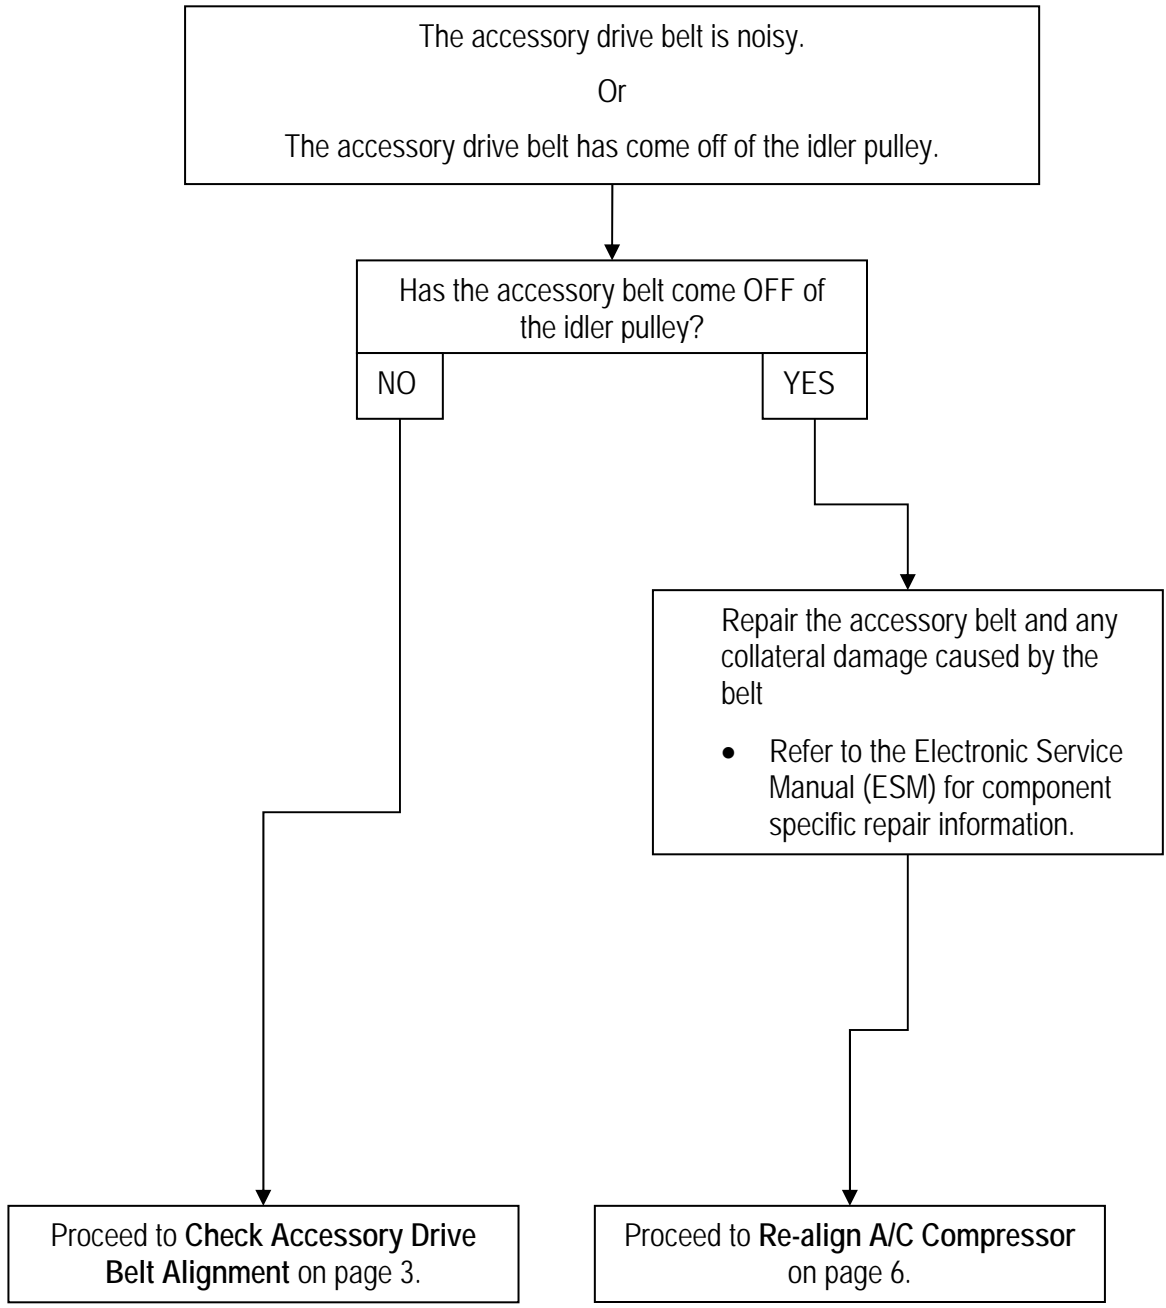 The accessory drive belt is noisy.
Or
The accessory drive belt has come off of the idler pulley.
Has the accessory belt come OFF of
the idler pulley?
NO
YES
Repair the accessory belt and any
collateral damage caused by the
belt
• Refer to the Electronic Service
Manual (ESM) for component
specific repair information.
Proceed to Check Accessory Drive
Belt Alignment on page 3.
Proceed to Re-align A/C Compressor
on page 6.